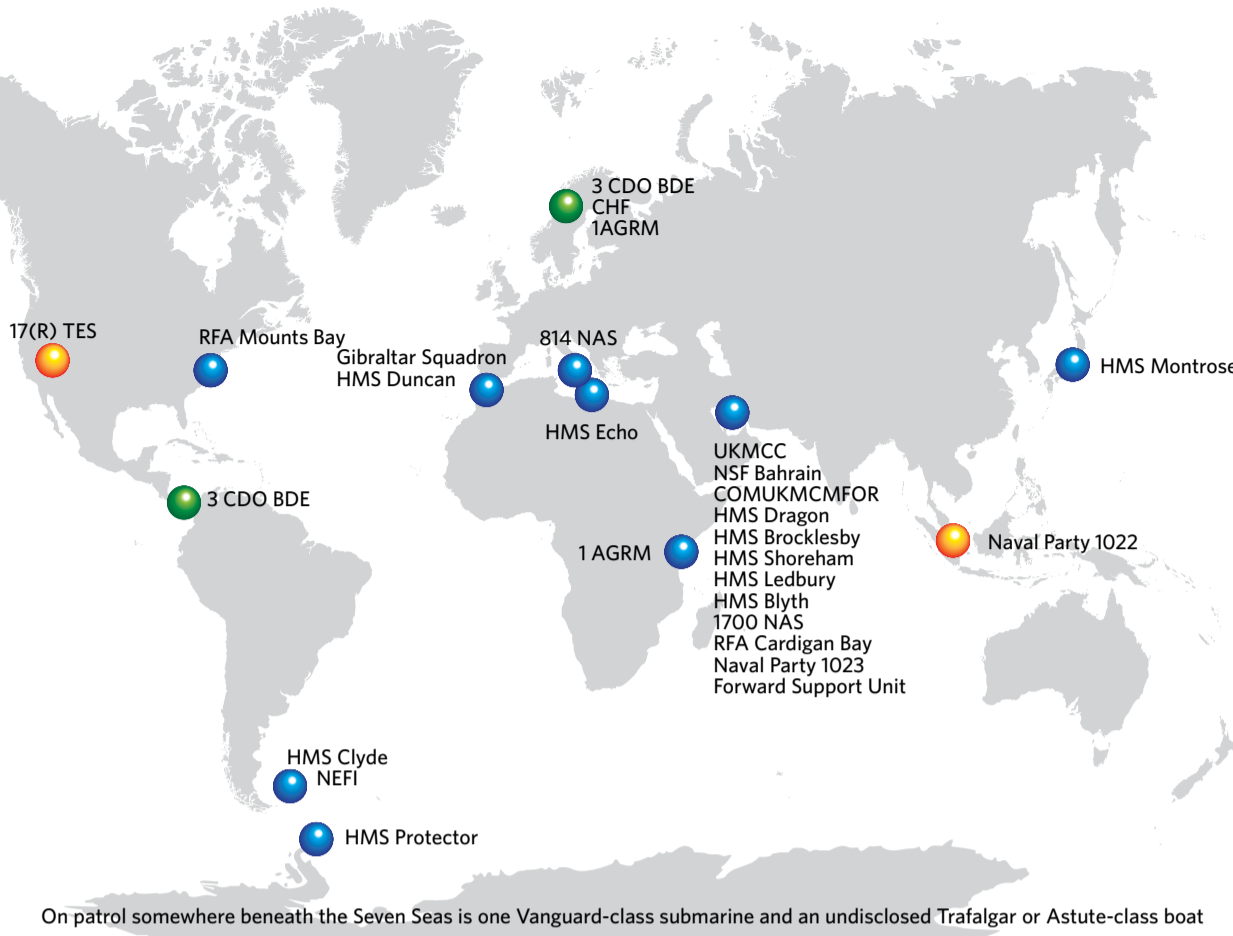 3 CDO BDE
CHF
1AGRM
17(R) TES
RFA Mounts Bay
Gibraltar Squadron
HMS Duncan
814 NAS
HMS Echo
HMS Montrose
UKMCC
NSF Bahrain
COMUKMCMFOR
HMS Dragon
HMS Brocklesby
HMS Shoreham
HMS Ledbury
HMS Blyth
1700 NAS
RFA Cardigan Bay
Naval Party 1023
Forward Support Unit
3 CDO BDE
1 AGRM
Naval Party 1022
HMS Clyde
NEFI
HMS Protector
On patrol somewhere beneath the Seven Seas is one Vanguard-class submarine and an undisclosed Trafalgar or Astute-class boat